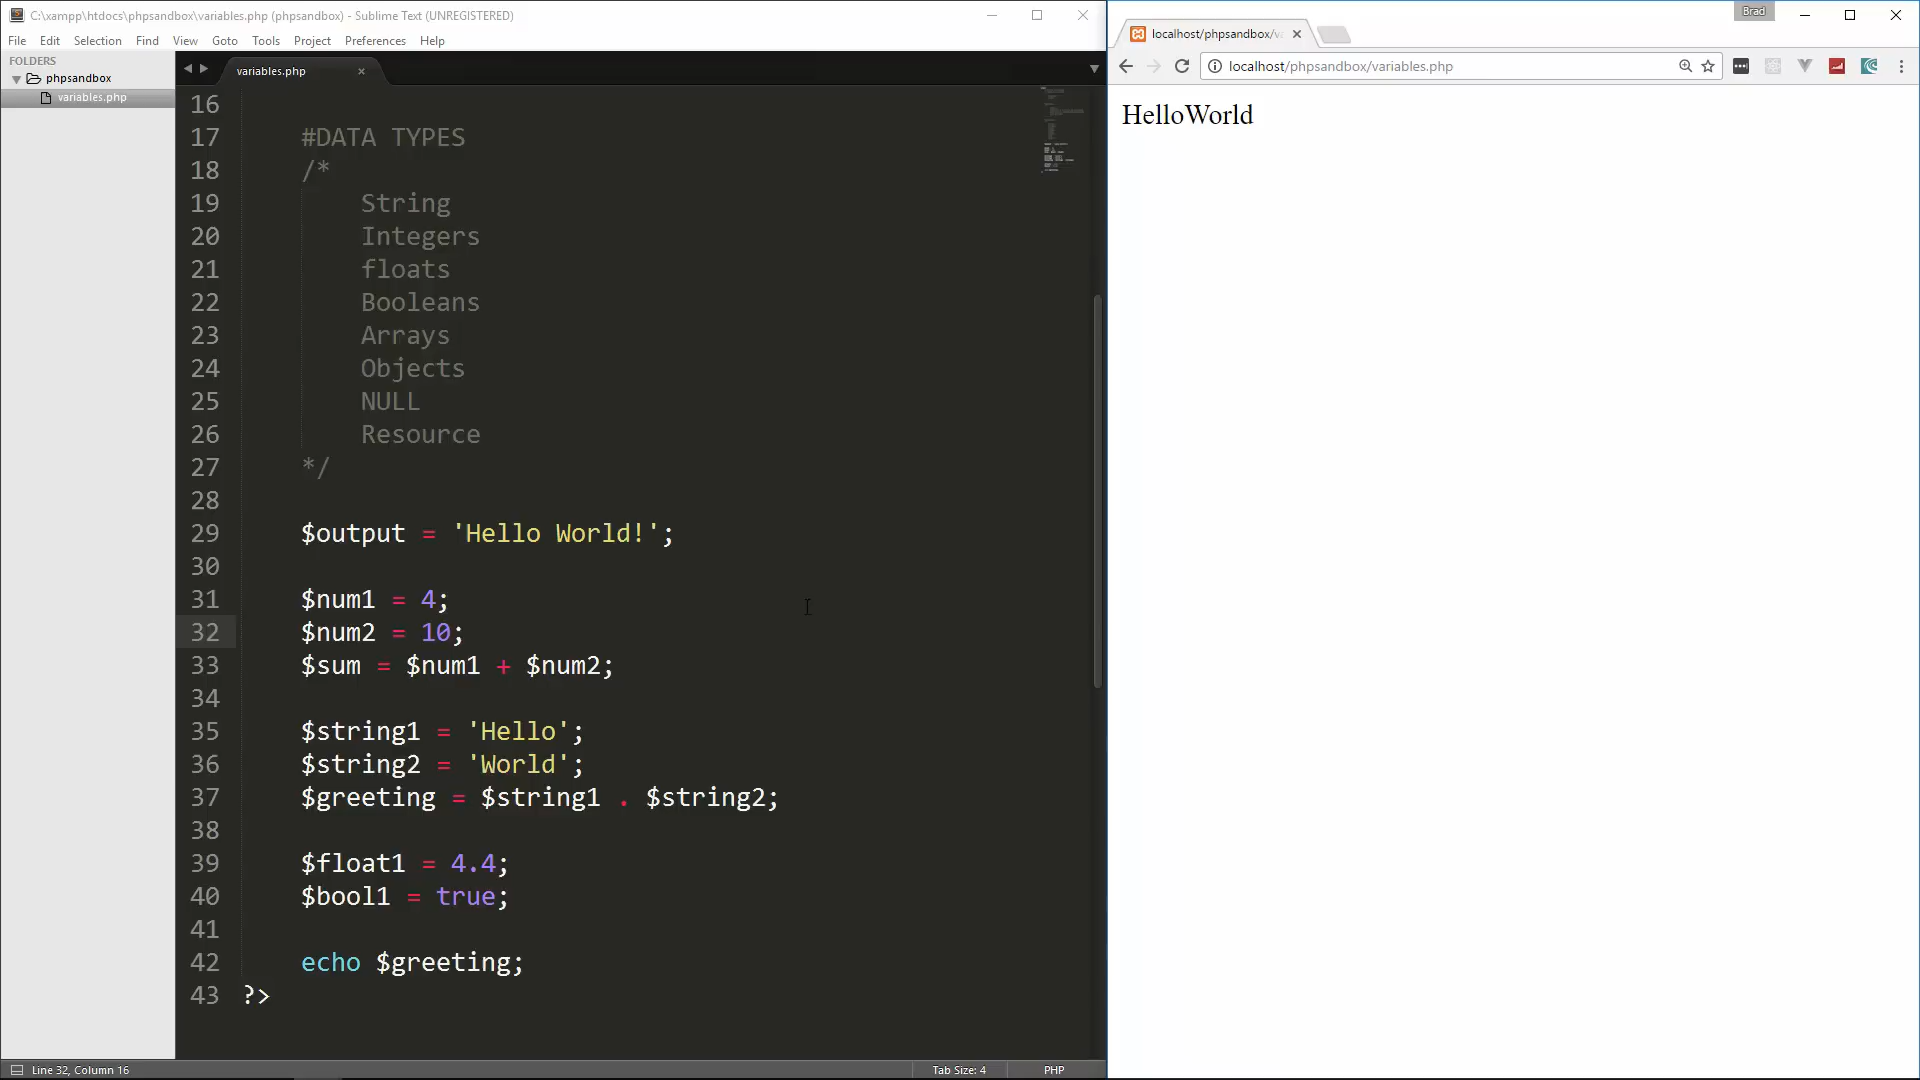 C:\xampp\htdocs\phpsandbox\variables.php (phpsandbox) - Sublime Text (UNREGISTERED)
File Edit Selection Find View Goto Tools Project Preferences Help
FOLDERS
phpsandbox
variables.php
variables.php
16
17 #DATA TYPES
18 /*
19 String
20 Integers
21 floats
22 Booleans
23 Arrays
24 Objects
25 NULL
26 Resource
27 */
28
29 $output = 'Hello World!';
30
31 $num1 = 4;
32 $num2 = 10;
33 $sum = $num1 + $num2;
34
35 $string1 = 'Hello';
36 $string2 = 'World';
37 $greeting = $string1 . $string2;
38
39 $float1 = 4.4;
40 $bool1 = true;
41
42 echo $greeting;
43 ?>
Line 32, Column 16 Tab Size: 4 PHP
Brad
localhost/phpsandbox/v
localhost/phpsandbox/variables.php
HelloWorld